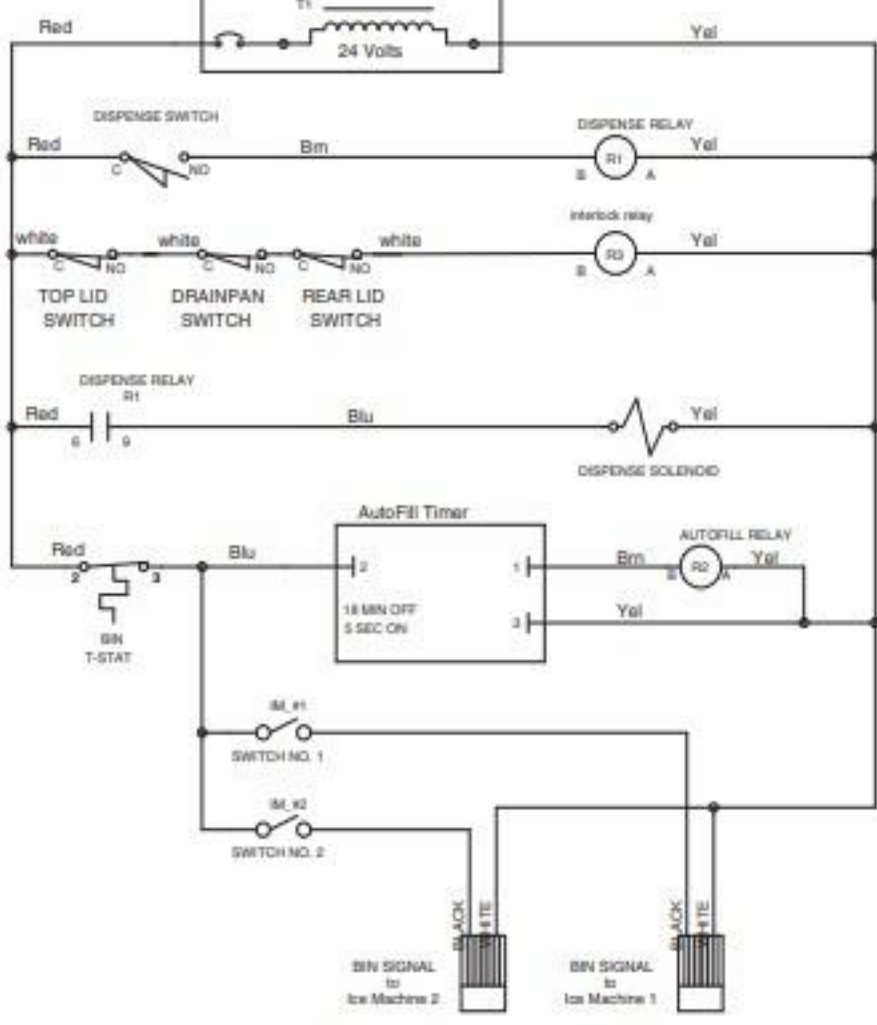 T1
Red
Yel
24 Volts
DISPENSE SWITCH
DISPENSE RELAY
Red
C
NO
Brn
R1
B
A
Yel
interlock relay
white
C
NO
white
C
NO
C
NO
white
R3
B
A
Yel
TOP LID
SWITCH
DRAINPAN
SWITCH
REAR LID
SWITCH
DISPENSE RELAY
R1
Red
6
9
Blu
Yel
DISPENSE SOLENOID
AutoFill Timer
AUTOFILL RELAY
Red
2
3
Blu
2
1
Brn
B
R2
A
Yel
18 MIN OFF
5 SEC ON
3
Yel
BIN
T-STAT
IM_#1
SWITCH NO. 1
IM_#2
SWITCH NO. 2
BLACK
WHITE
BLACK
WHITE
BIN SIGNAL
to
Ice Machine 2
BIN SIGNAL
to
Ice Machine 1